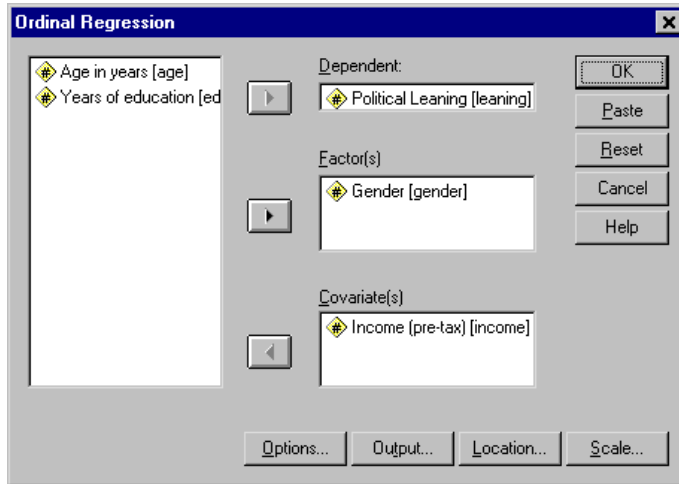 Ordinal Regression
Age in years [age]
Years of education [ed
Dependent:
Political Leaning [leaning]
Factor(s)
Gender [gender]
Covariate(s)
Income (pre-tax) [income]
OK
Paste
Reset
Cancel
Help
Options...
Output...
Location...
Scale...